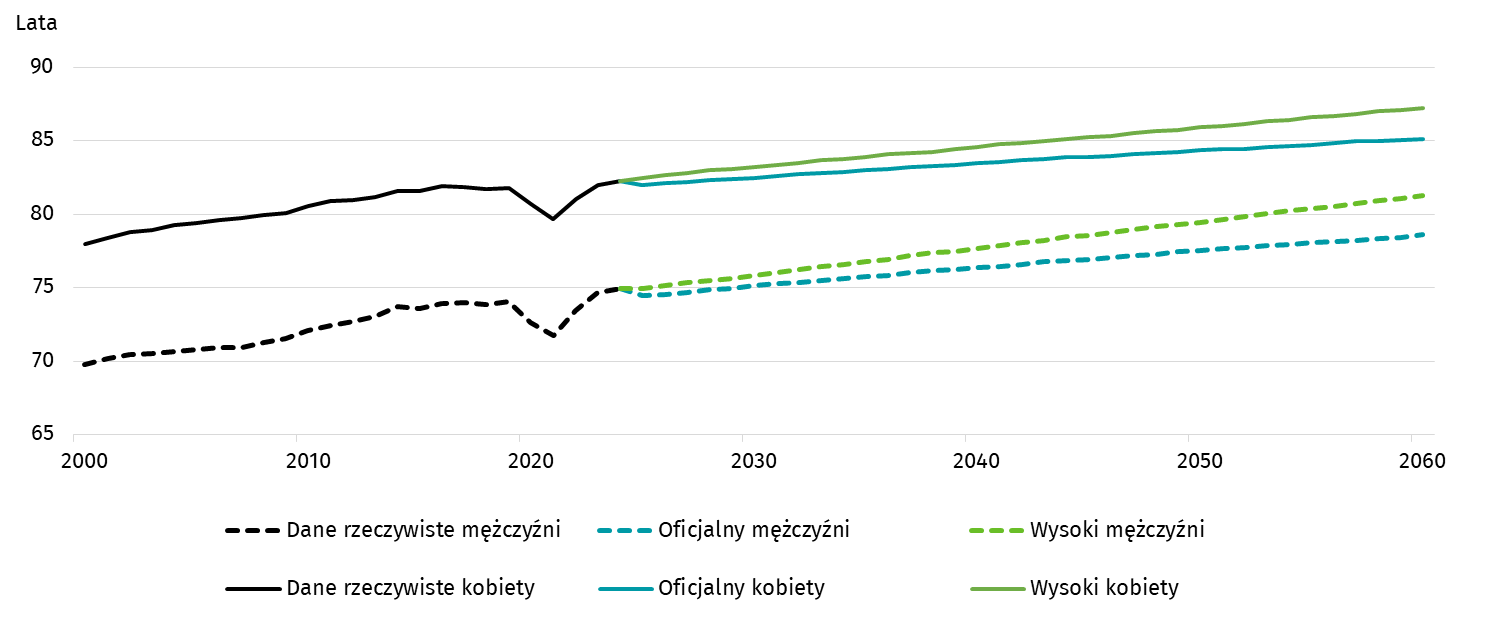 Lata
90
85
80
75
70
65
2000 2010 2020 2030 2040 2050 2060
Dane rzeczywiste mężczyźni Oficjalny mężczyźni Wysoki mężczyźni
Dane rzeczywiste kobiety Oficjalny kobiety Wysoki kobiety